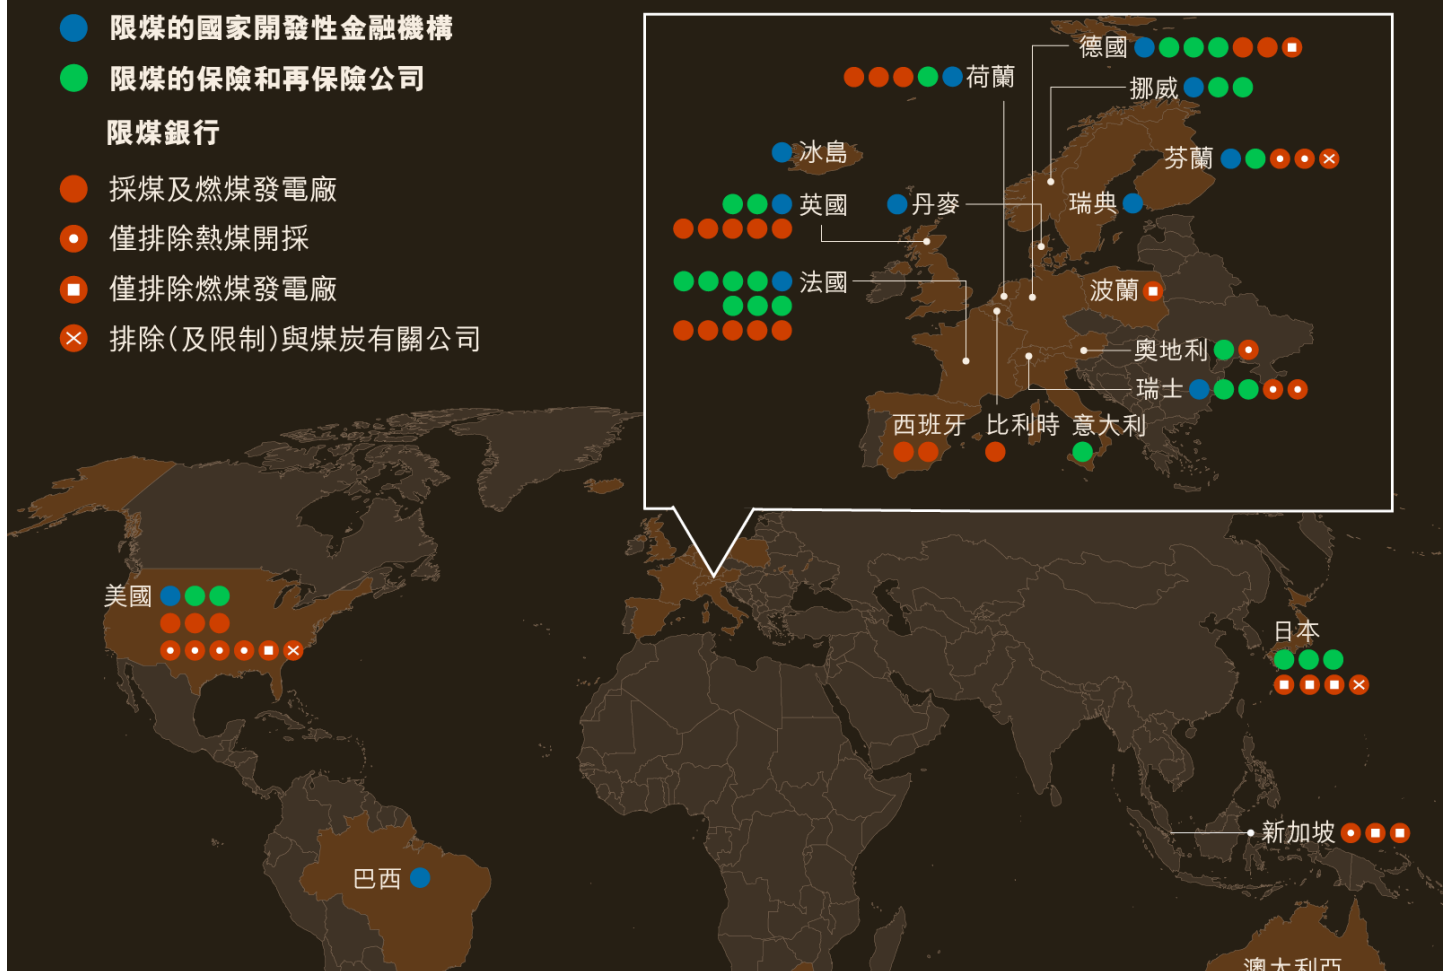 限煤的國家開發性金融機構
限煤的保險和再保險公司
限煤銀行
採煤及燃煤發電廠
僅排除熱煤開採
僅排除燃煤發電廠
排除(及限制)與煤炭有關公司
德國
荷蘭
挪威
冰島
芬蘭
英國
丹麥
瑞典
法國
波蘭
奧地利
瑞士
西班牙
比利時
意大利
美國
日本
新加坡
巴西
澳大利亞